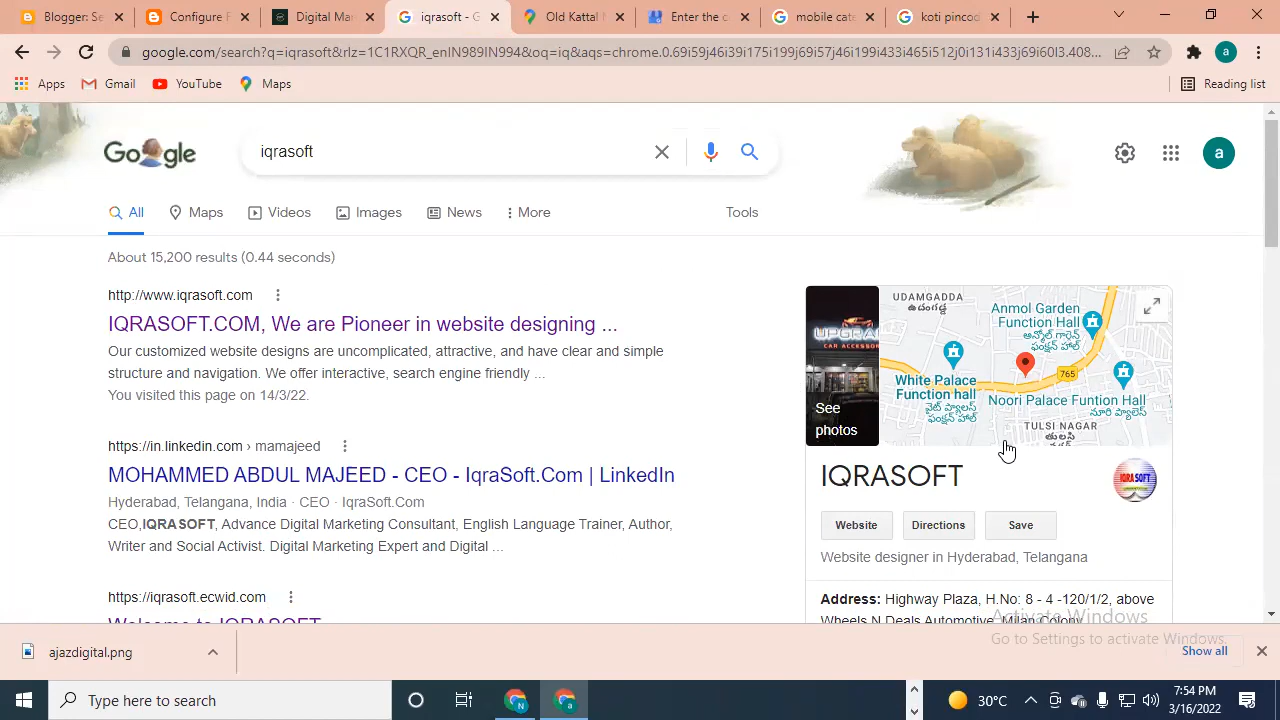 Blogger: Se
Configure F
Digital Mar
iqrasoft - G
Old Kattal M
Enter the c
mobile cate
koti pincod
google.com/search?q=iqrasoft&rlz=1C1RXQR_enIN989IN994&oq=iq&aqs=chrome.0.69i59j46i39i175i199j69i57j46i199i433i465i512j0i131i433j69i60l3.408...
a
Apps
Gmail
YouTube
Maps
Reading list
Google
iqrasoft
a
All
Maps
Videos
Images
News
More
Tools
About 15,200 results (0.44 seconds)
http://www.iqrasoft.com
IQRASOFT.COM, We are Pioneer in website designing ...
Our customized website designs are uncomplicated, attractive, and have clear and simple
structure and navigation. We offer interactive, search engine friendly ...
You visited this page on 14/3/22.
https://in.linkedin.com › mamajeed
MOHAMMED ABDUL MAJEED - CEO - IqraSoft.Com | LinkedIn
Hyderabad, Telangana, India · CEO · IqraSoft.Com
CEO,IQRASOFT, Advance Digital Marketing Consultant, English Language Trainer, Author,
Writer and Social Activist. Digital Marketing Expert and Digital ...
https://iqrasoft.ecwid.com
Welcome to IQRASOFT
UPGRA
CAR ACCESSOR
See
photos
UDAMGADDA
ఉడంగడ్డ
Anmol Garden
Function Hall
అన్మోల్ గార్డెన్
ఫంక్షన్ హాల్
765
White Palace
Function hall
వైట్ ప్యాలస్
ఫంక్షన్ హాల్
Noori Palace Funtion Hall
నూరి ప్యాలెస్
TULSI NAGAR
తులసి
నగర్
IQRASOFT
IQRA SOFT
Website
Directions
Save
Website designer in Hyderabad, Telangana
Address: Highway Plaza, H.No: 8 - 4 -120/1/2, above
Wheels N Deals Automotive, Milan Colony
Activate Windows
Go to Settings to activate Windows.
ajazdigital.png
Show all
Type here to search
N
a
30°C
7:54 PM
3/16/2022